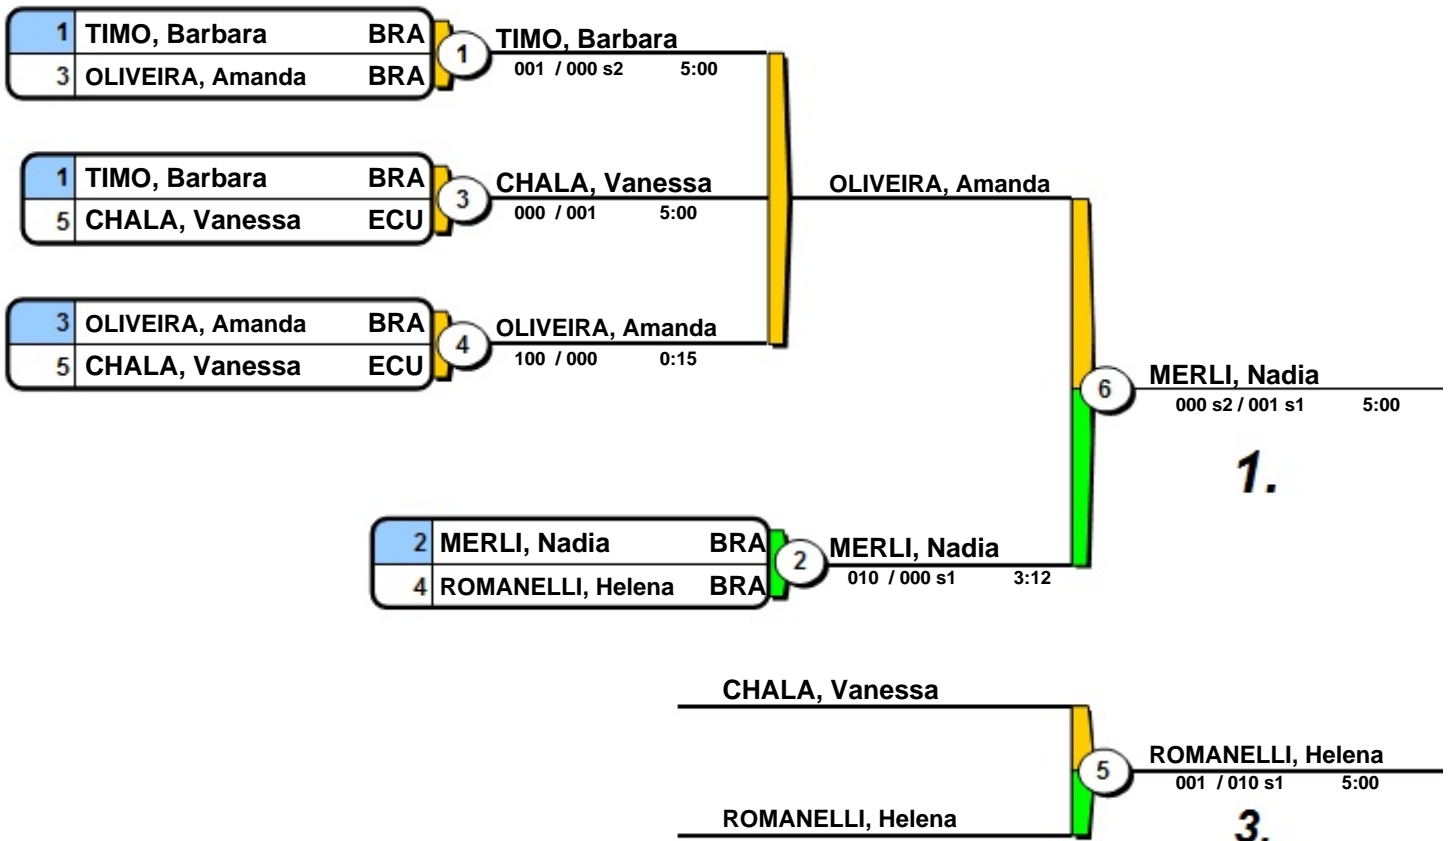 1 TIMO, Barbara BRA
3 OLIVEIRA, Amanda BRA
1
TIMO, Barbara
001 / 000 s2 5:00
1 TIMO, Barbara BRA
5 CHALA, Vanessa ECU
3
CHALA, Vanessa
000 / 001 5:00
OLIVEIRA, Amanda
3 OLIVEIRA, Amanda BRA
5 CHALA, Vanessa ECU
4
OLIVEIRA, Amanda
100 / 000 0:15
6
MERLI, Nadia
000 s2 / 001 s1 5:00
1.
2 MERLI, Nadia BRA
4 ROMANELLI, Helena BRA
2
MERLI, Nadia
010 / 000 s1 3:12
CHALA, Vanessa
ROMANELLI, Helena
5
ROMANELLI, Helena
001 / 010 s1 5:00
3.